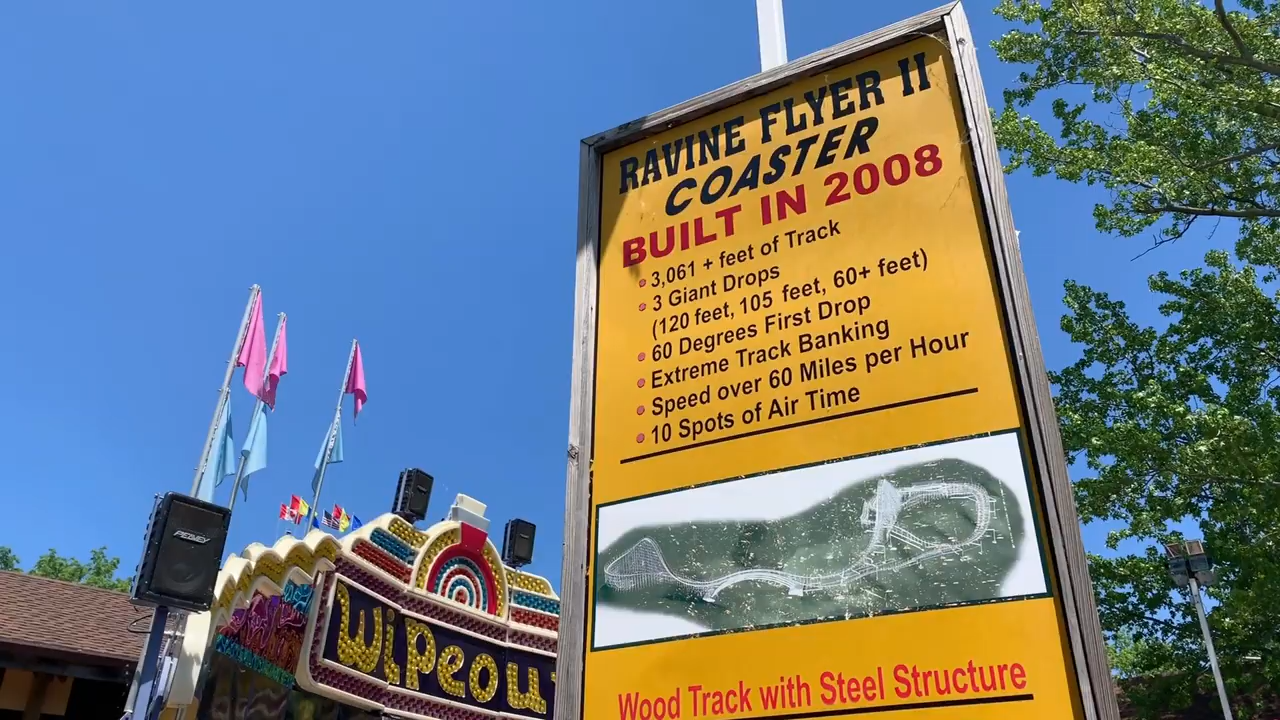 RAVINE FLYER II
COASTER
BUILT IN 2008
• 3,061 + feet of Track
• 3 Giant Drops
(120 feet, 105 feet, 60+ feet)
• 60 Degrees First Drop
• Extreme Track Banking
• Speed over 60 Miles per Hour
• 10 Spots of Air Time
Wood Track with Steel Structure
PEAVEY
Wipeout